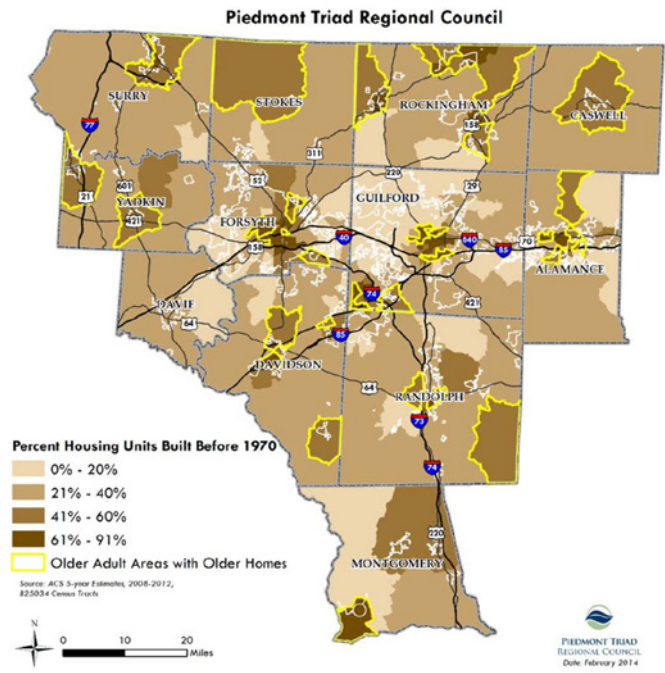 Piedmont Triad Regional Council
SURRY
STOKES
ROCKINGHAM
CASWELL
77
158
311
220
29
21
601
YADKIN
421
52
FORSYTH
GUILFORD
158
40
840
85
70
ALAMANCE
DAVIE
64
74
421
85
DAVIDSON
64
RANDOLPH
73
74
220
MONTGOMERY
Percent Housing Units Built Before 1970
0% - 20%
21% - 40%
41% - 60%
61% - 91%
Older Adult Areas with Older Homes
Source: ACS 5-year Estimates, 2008-2012,
B25034 Census Tracts
N
0 10 20
Miles
PIEDMONT TRIAD
REGIONAL COUNCIL
Date: February 2014